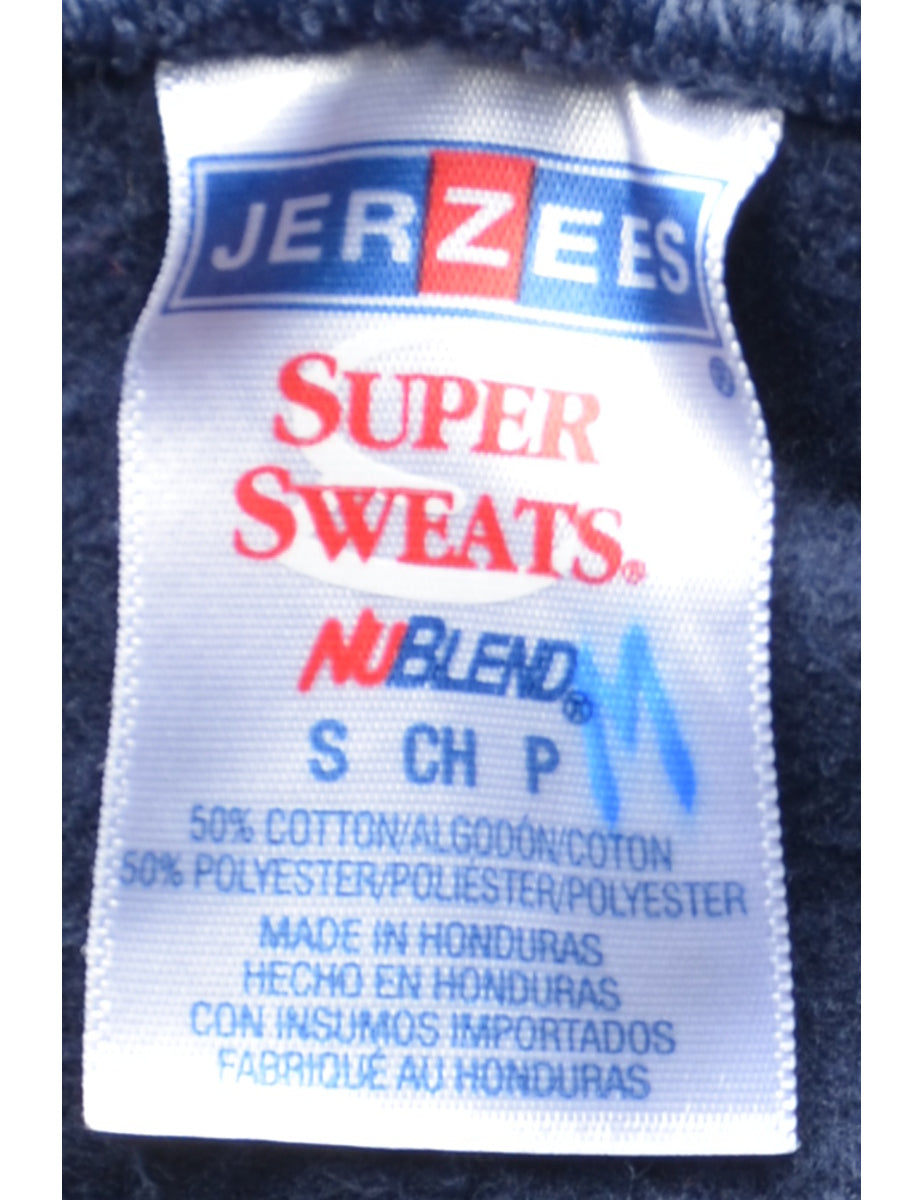 JERZEES®
SUPER
SWEATS®
NUBLEND®
M
S CH P
50% COTTON/ALGODÓN/COTON
50% POLYESTER/POLIÉSTER/POLYESTER
MADE IN HONDURAS
HECHO EN HONDURAS
CON INSUMOS IMPORTADOS
FABRIQUÉ AU HONDURAS